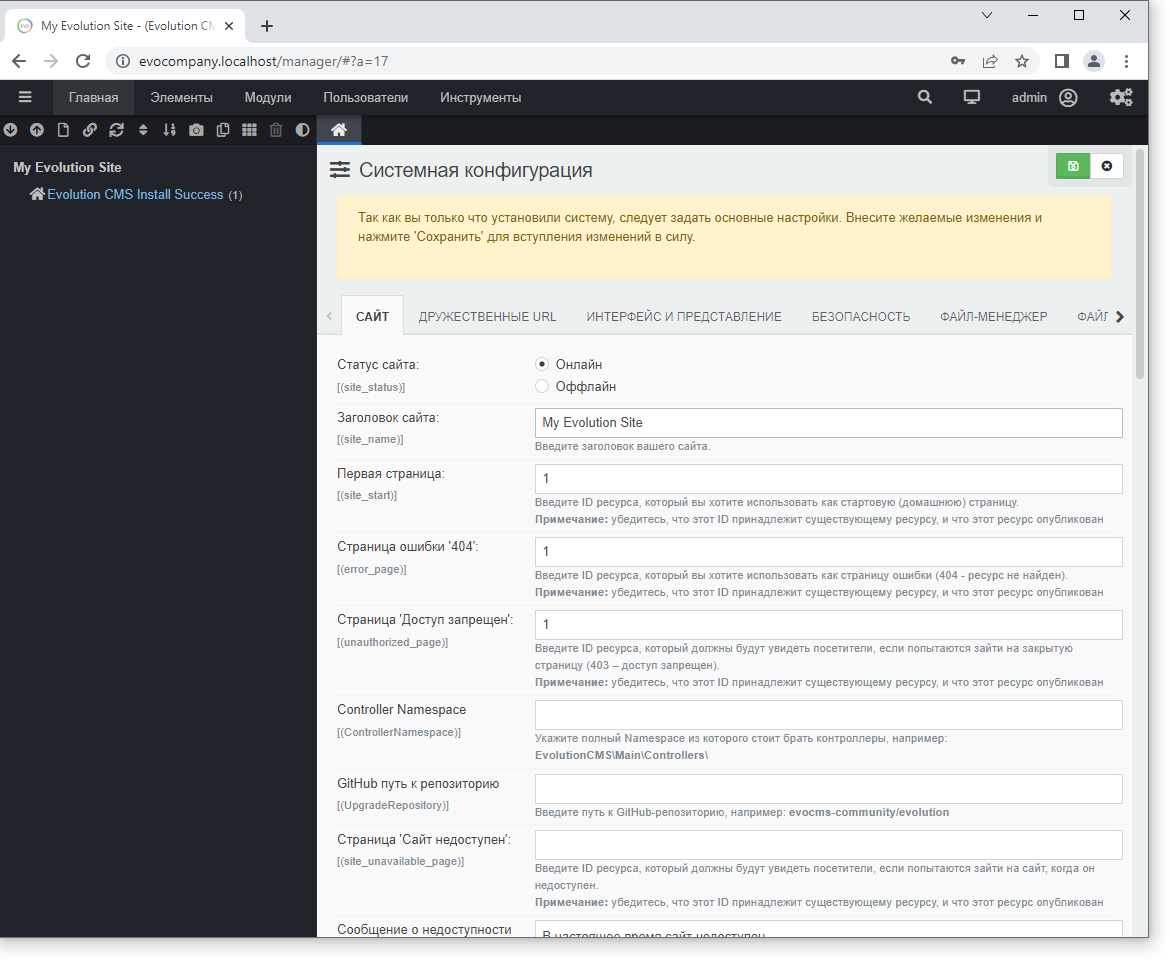 My Evolution Site - (Evolution CM
evocompany.localhost/manager/#?a=17
Главная Элементы Модули Пользователи Инструменты admin
My Evolution Site
Evolution CMS Install Success (1)
Системная конфигурация
Так как вы только что установили систему, следует задать основные настройки. Внесите желаемые изменения и
нажмите 'Сохранить' для вступления изменений в силу.
САЙТ ДРУЖЕСТВЕННЫЕ URL ИНТЕРФЕЙС И ПРЕДСТАВЛЕНИЕ БЕЗОПАСНОСТЬ ФАЙЛ-МЕНЕДЖЕР ФАЙЛ
Статус сайта:
[(site_status)]
Онлайн
Оффлайн
Заголовок сайта:
[(site_name)]
My Evolution Site
Введите заголовок вашего сайта.
Первая страница:
[(site_start)]
1
Введите ID ресурса, который вы хотите использовать как стартовую (домашнюю) страницу.
Примечание: убедитесь, что этот ID принадлежит существующему ресурсу, и что этот ресурс опубликован
Страница ошибки '404':
[(error_page)]
1
Введите ID ресурса, который вы хотите использовать как страницу ошибки (404 - ресурс не найден).
Примечание: убедитесь, что этот ID принадлежит существующему ресурсу, и что этот ресурс опубликован
Страница 'Доступ запрещен':
[(unauthorized_page)]
1
Введите ID ресурса, который должны будут увидеть посетители, если попытаются зайти на закрытую
страницу (403 – доступ запрещен).
Примечание: убедитесь, что этот ID принадлежит существующему ресурсу, и что этот ресурс опубликован
Controller Namespace
[(ControllerNamespace)]
Укажите полный Namespace из которого стоит брать контроллеры, например:
EvolutionCMS\Main\Controllers\
GitHub путь к репозиторию
[(UpgradeRepository)]
Введите путь к GitHub-репозиторию, например: evocms-community/evolution
Страница 'Сайт недоступен':
[(site_unavailable_page)]
Введите ID ресурса, который должны будут увидеть посетители, если попытаются зайти на сайт, когда он
недоступен.
Примечание: убедитесь, что этот ID принадлежит существующему ресурсу, и что этот ресурс опубликован
Сообщение о недоступности
В настоящее время сайт недоступен